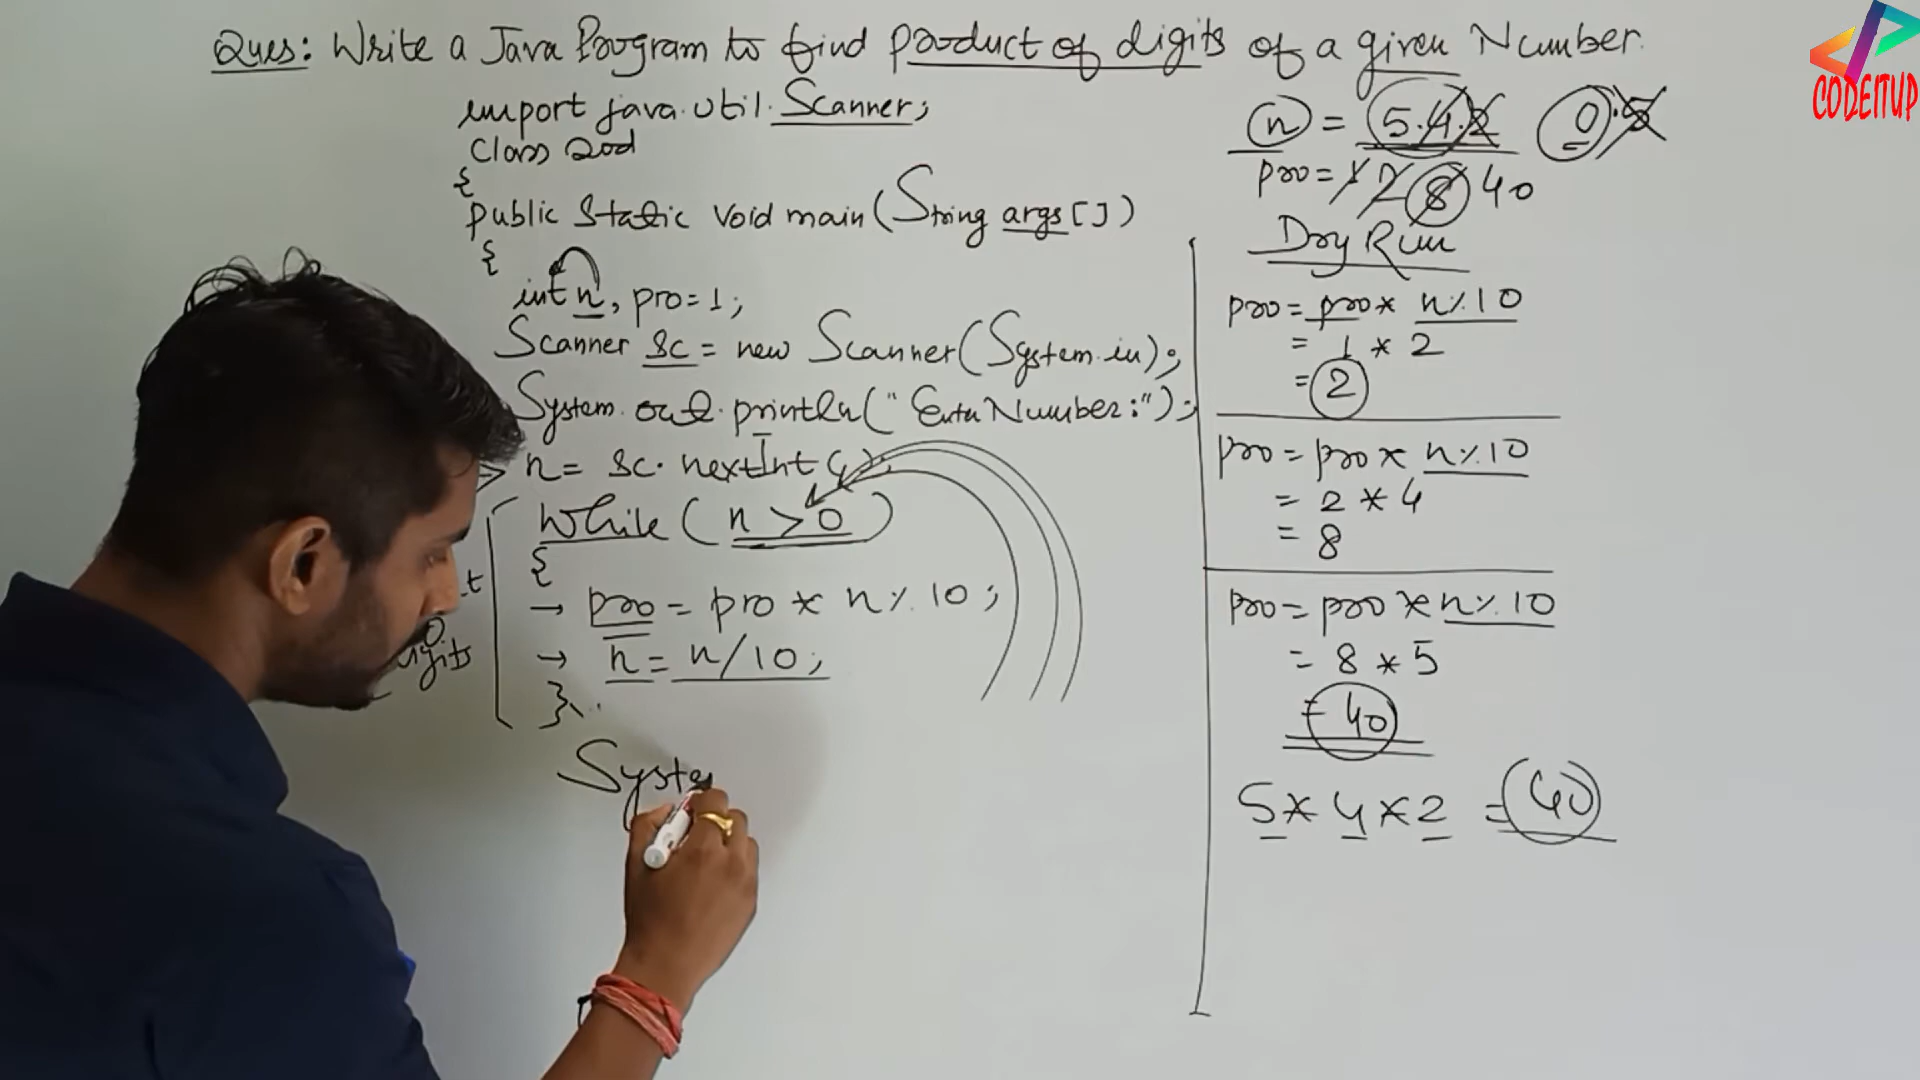 Ques: Write a Java Program to find product of digits of a given Number.
CODEITUP
import java.util.Scanner;
Class Pod
{
public static void main(String args[])
{
int n, pro=1;
Scanner sc = new Scanner(System.in);
System.out.println("Enter Number:");
n= sc.nextInt();
While (n>0)
{
→ pro = pro * n%10;
→ n = n/10;
}
Syste
digits
n = 5.4.2 0.5
pro = 1 2 8 40
Dry Run
pro = pro * n%10
= 1 * 2
= 2
pro = pro * n%10
= 2 * 4
= 8
pro = pro * n%10
= 8 * 5
= 40
5 * 4 * 2 = 40